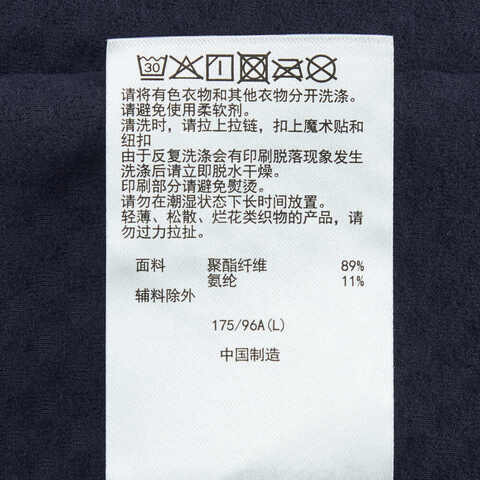 30
请将有色衣物和其他衣物分开洗涤.
请避免使用柔软剂.
清洗时, 请拉上拉链, 扣上魔术贴和
纽扣
由于反复洗涤会有印刷脱落现象发生
洗涤后请立即脱水干燥.
印刷部分请避免熨烫.
请勿在潮湿状态下长时间放置.
轻薄、松散、烂花类织物的产品, 请
勿过力拉扯.
面料 聚酯纤维 89%
氨纶 11%
辅料除外
175/96A(L)
中国制造